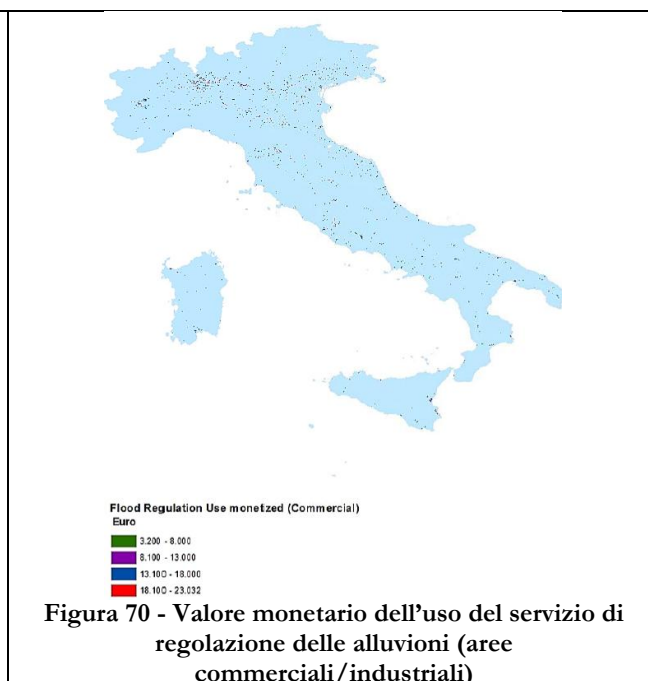 Flood Regulation Use monetized (Commercial)
Euro
3.200 - 8.000
8.100 - 13.000
13.100 - 18.000
18.100 - 23.032
Figura 70 - Valore monetario dell'uso del servizio di
regolazione delle alluvioni (aree
commerciali/industriali)